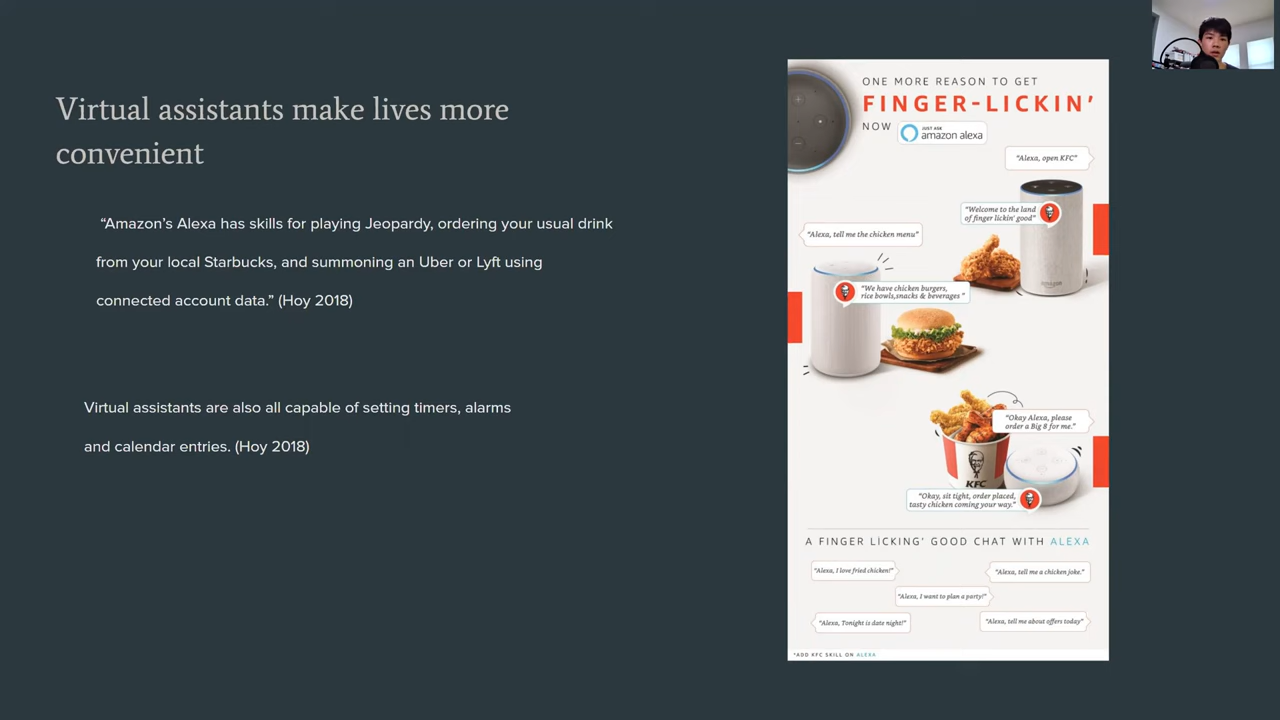 Virtual assistants make lives more
convenient
“Amazon’s Alexa has skills for playing Jeopardy, ordering your usual drink
from your local Starbucks, and summoning an Uber or Lyft using
connected account data.” (Hoy 2018)
Virtual assistants are also all capable of setting timers, alarms
and calendar entries. (Hoy 2018)
ONE MORE REASON TO GET
FINGER-LICKIN’
NOW
JUST ASK
amazon alexa
“Alexa, open KFC”
“Welcome to the land
of finger lickin’ good”
“Alexa, tell me the chicken menu”
“We have chicken burgers,
rice bowls,snacks & beverages ”
“Okay Alexa, please
order a Big 8 for me.”
KFC
“Okay, sit tight, order placed,
tasty chicken coming your way.”
A FINGER LICKING’ GOOD CHAT WITH ALEXA
“Alexa, I love fried chicken!”
“Alexa, tell me a chicken joke.”
“Alexa, I want to plan a party!”
“Alexa, Tonight is date night!”
“Alexa, tell me about offers today”
*ADD KFC SKILL ON ALEXA